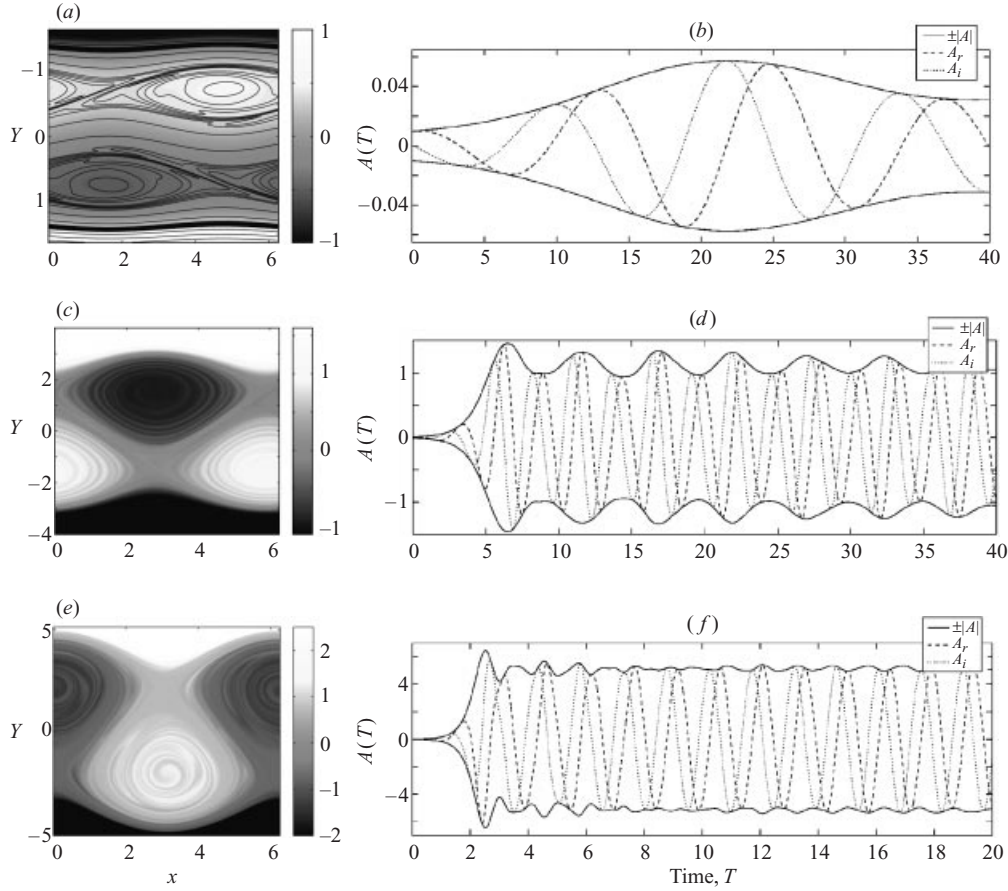 (a)
1
−1
Y 0 0
1
−1
0 2 4 6
(b)
±|A|
A_r
A_i
0.04
A(T) 0
−0.04
0 5 10 15 20 25 30 35 40
(c)
2 1
Y 0 0
−2
−4 −1
0 2 4 6
(d)
±|A|
A_r
A_i
1
A(T) 0
−1
0 5 10 15 20 25 30 35 40
(e)
5
2
1
Y 0 0
−1
−5 −2
0 2 4 6
x
(f)
±|A|
A_r
A_i
4
A(T) 0
−4
0 2 4 6 8 10 12 14 16 18 20
Time, T